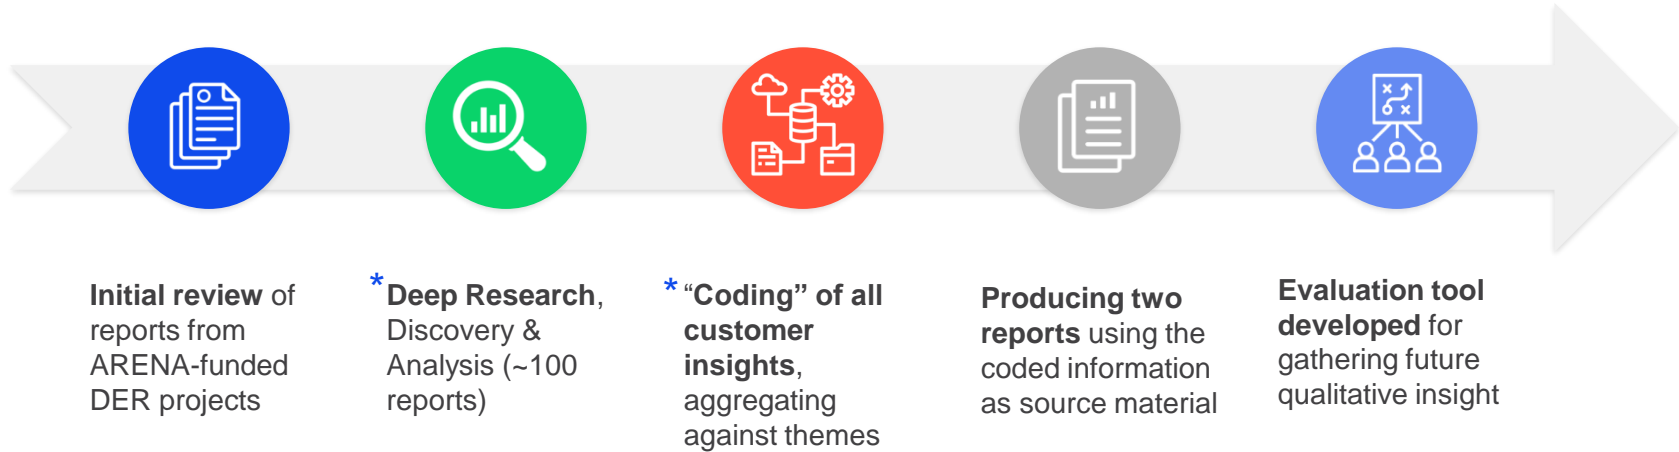 Initial review of
reports from
ARENA-funded
DER projects
*Deep Research,
Discovery &
Analysis (~100
reports)
* “Coding” of all
customer
insights,
aggregating
against themes
Producing two
reports using the
coded information
as source material
Evaluation tool
developed for
gathering future
qualitative insight